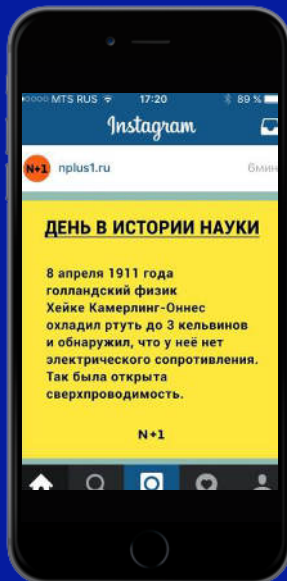 MTS RUS 17:20 89 %
Instagram
N+1 nplus1.ru 6мин
ДЕНЬ В ИСТОРИИ НАУКИ
8 апреля 1911 года
голландский физик
Хейке Камерлинг-Оннес
охладил ртуть до 3 кельвинов
и обнаружил, что у неё нет
электрического сопротивления.
Так была открыта
сверхпроводимость.
N+1